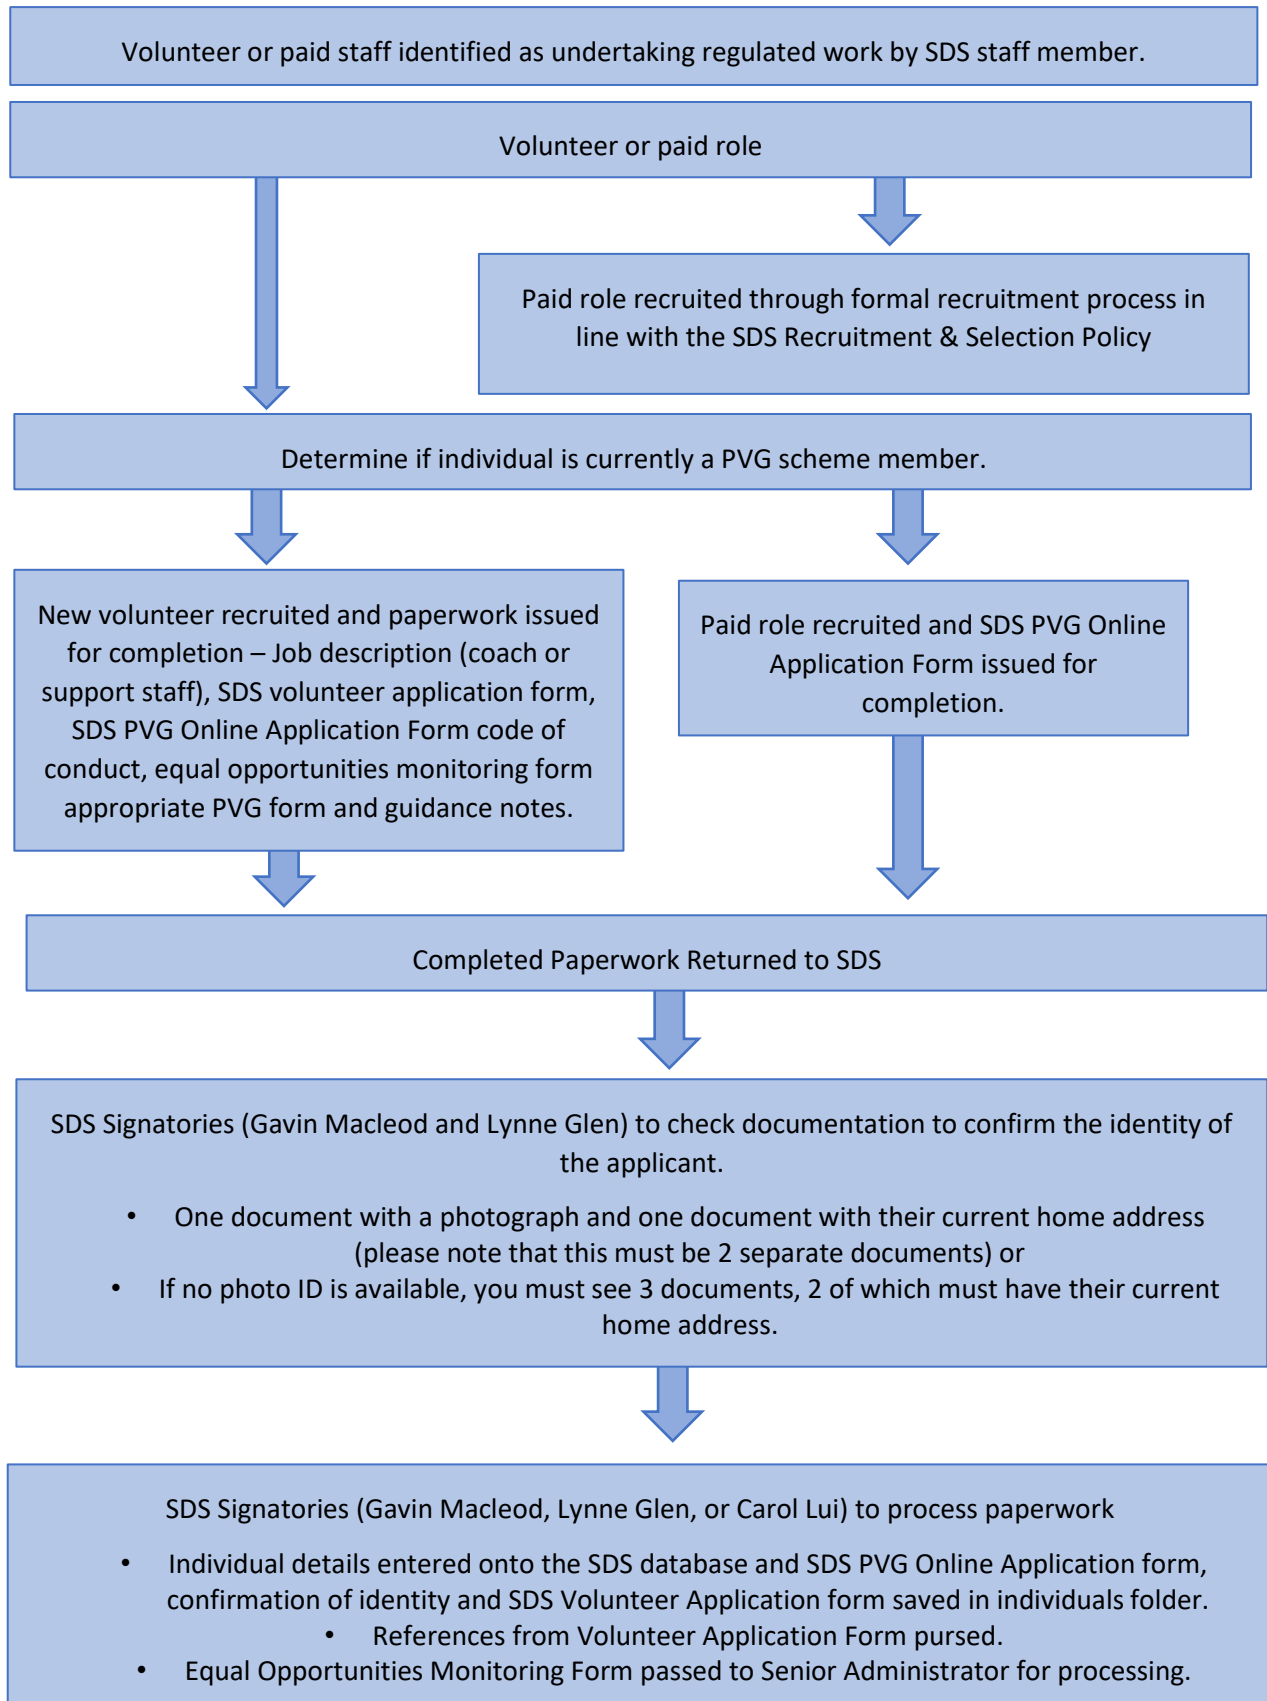 Volunteer or paid staff identified as undertaking regulated work by SDS staff member.
Volunteer or paid role
Paid role recruited through formal recruitment process in
line with the SDS Recruitment & Selection Policy
Determine if individual is currently a PVG scheme member.
New volunteer recruited and paperwork issued
for completion – Job description (coach or
support staff), SDS volunteer application form,
SDS PVG Online Application Form code of
conduct, equal opportunities monitoring form
appropriate PVG form and guidance notes.
Paid role recruited and SDS PVG Online
Application Form issued for
completion.
Completed Paperwork Returned to SDS
SDS Signatories (Gavin Macleod and Lynne Glen) to check documentation to confirm the identity of
the applicant.
• One document with a photograph and one document with their current home address
(please note that this must be 2 separate documents) or
• If no photo ID is available, you must see 3 documents, 2 of which must have their current
home address.
SDS Signatories (Gavin Macleod, Lynne Glen, or Carol Lui) to process paperwork
• Individual details entered onto the SDS database and SDS PVG Online Application form,
confirmation of identity and SDS Volunteer Application form saved in individuals folder.
• References from Volunteer Application Form pursed.
• Equal Opportunities Monitoring Form passed to Senior Administrator for processing.